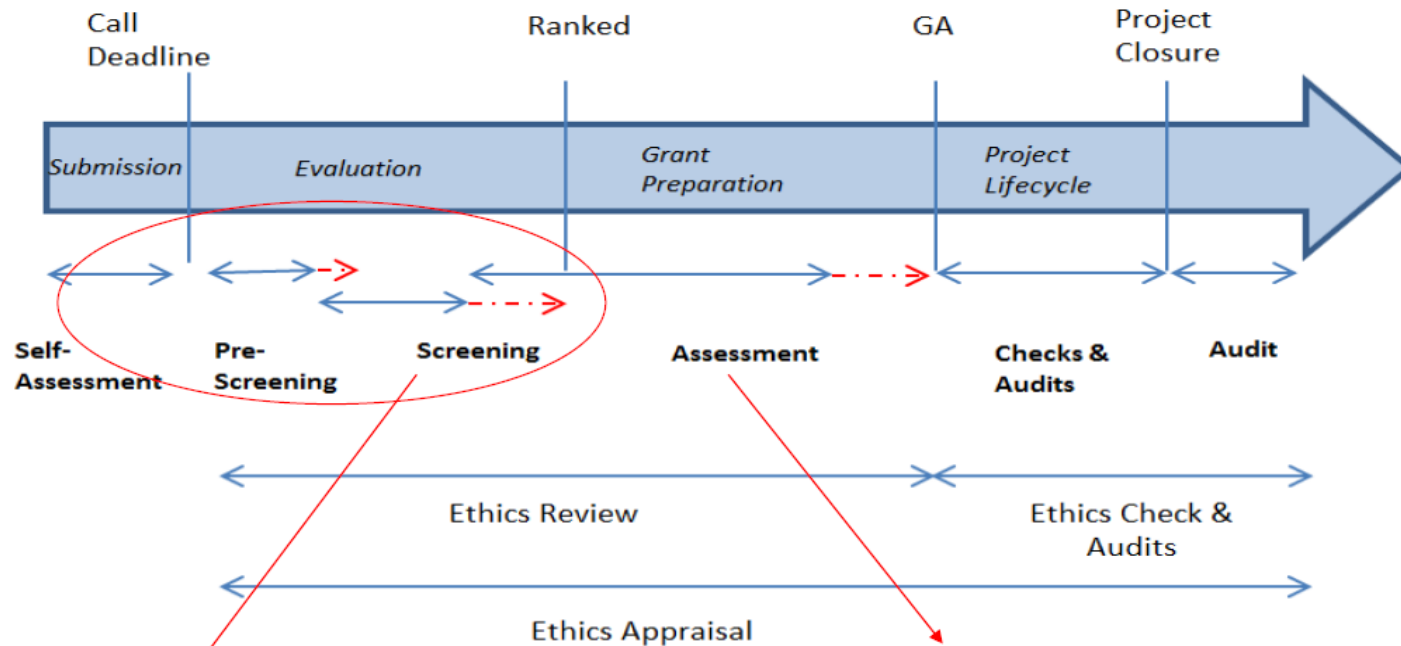 Call
Deadline
Ranked
GA
Project
Closure
Submission
Evaluation
Grant
Preparation
Project
Lifecycle
Self-
Assessment
Pre-
Screening
Screening
Assessment
Checks &
Audits
Audit
Ethics Review
Ethics Check &
Audits
Ethics Appraisal